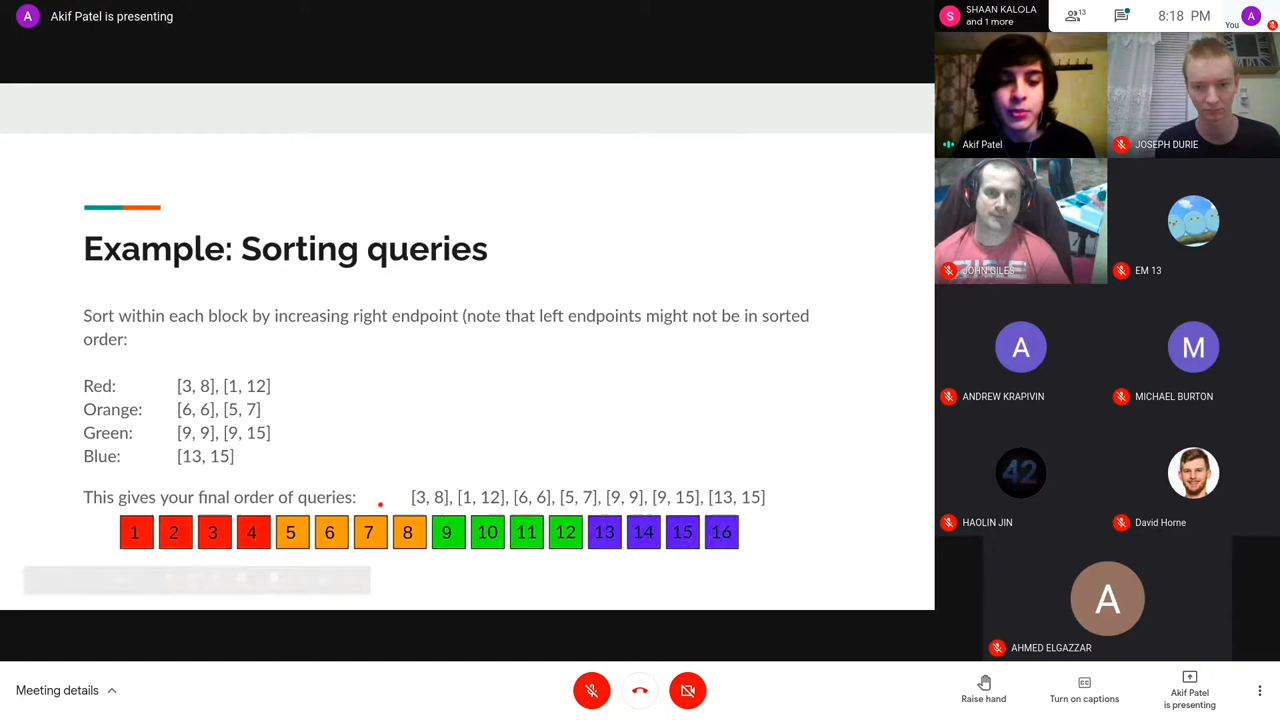 A Akif Patel is presenting
S SHAAN KALOLA
and 1 more
13
8:18 PM
You
A
Akif Patel
JOSEPH DURIE
JOHN GILES
EM 13
A
ANDREW KRAPIVIN
M
MICHAEL BURTON
42
HAOLIN JIN
David Horne
A
AHMED ELGAZZAR
Example: Sorting queries
Sort within each block by increasing right endpoint (note that left endpoints might not be in sorted
order:
Red: [3, 8], [1, 12]
Orange: [6, 6], [5, 7]
Green: [9, 9], [9, 15]
Blue: [13, 15]
This gives your final order of queries: [3, 8], [1, 12], [6, 6], [5, 7], [9, 9], [9, 15], [13, 15]
1 2 3 4 5 6 7 8 9 10 11 12 13 14 15 16
Meeting details
Raise hand
CC
Turn on captions
Akif Patel
is presenting